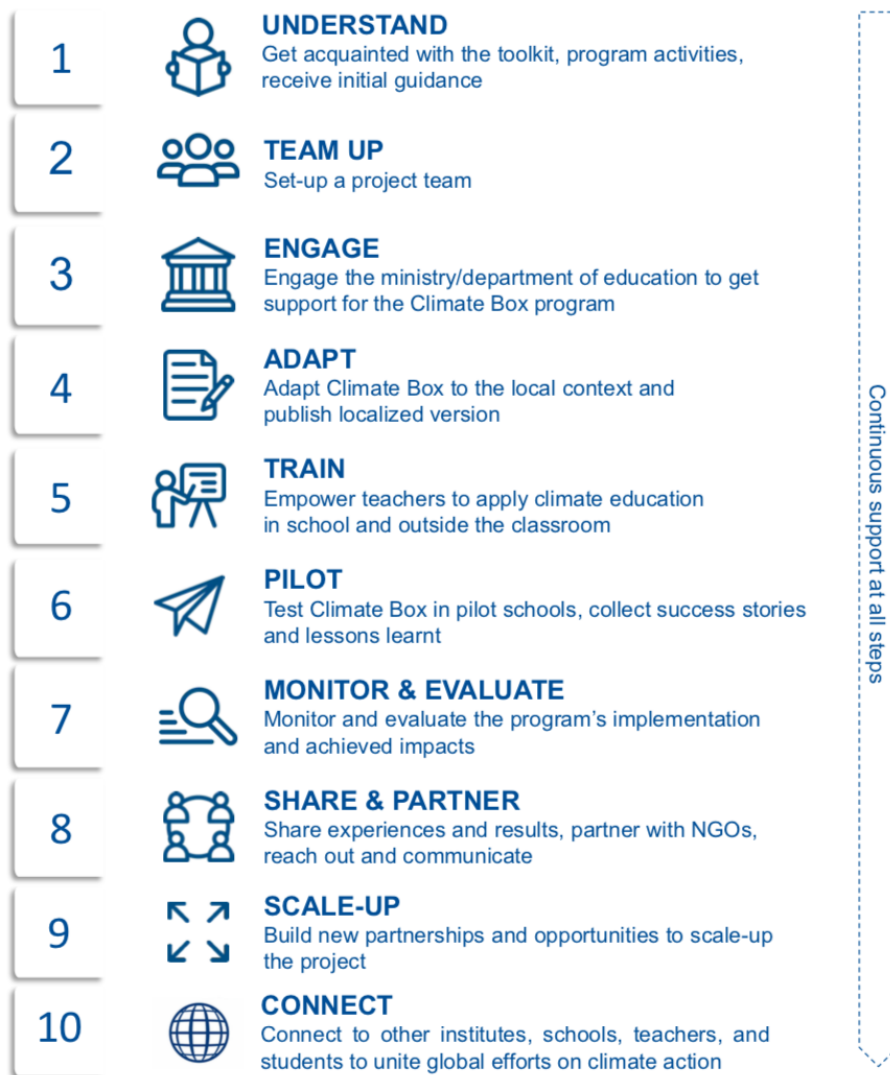 1
UNDERSTAND
Get acquainted with the toolkit, program activities,
receive initial guidance
2
TEAM UP
Set-up a project team
3
ENGAGE
Engage the ministry/department of education to get
support for the Climate Box program
4
ADAPT
Adapt Climate Box to the local context and
publish localized version
5
TRAIN
Empower teachers to apply climate education
in school and outside the classroom
6
PILOT
Test Climate Box in pilot schools, collect success stories
and lessons learnt
7
MONITOR & EVALUATE
Monitor and evaluate the program's implementation
and achieved impacts
8
SHARE & PARTNER
Share experiences and results, partner with NGOs,
reach out and communicate
9
SCALE-UP
Build new partnerships and opportunities to scale-up
the project
10
CONNECT
Connect to other institutes, schools, teachers, and
students to unite global efforts on climate action
Continuous support at all steps